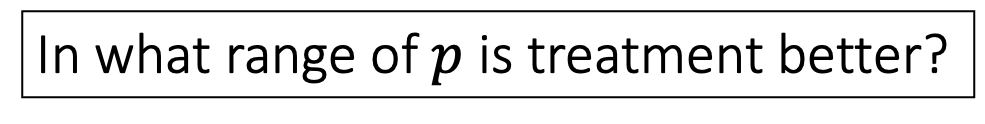 In what range of p is treatment better?